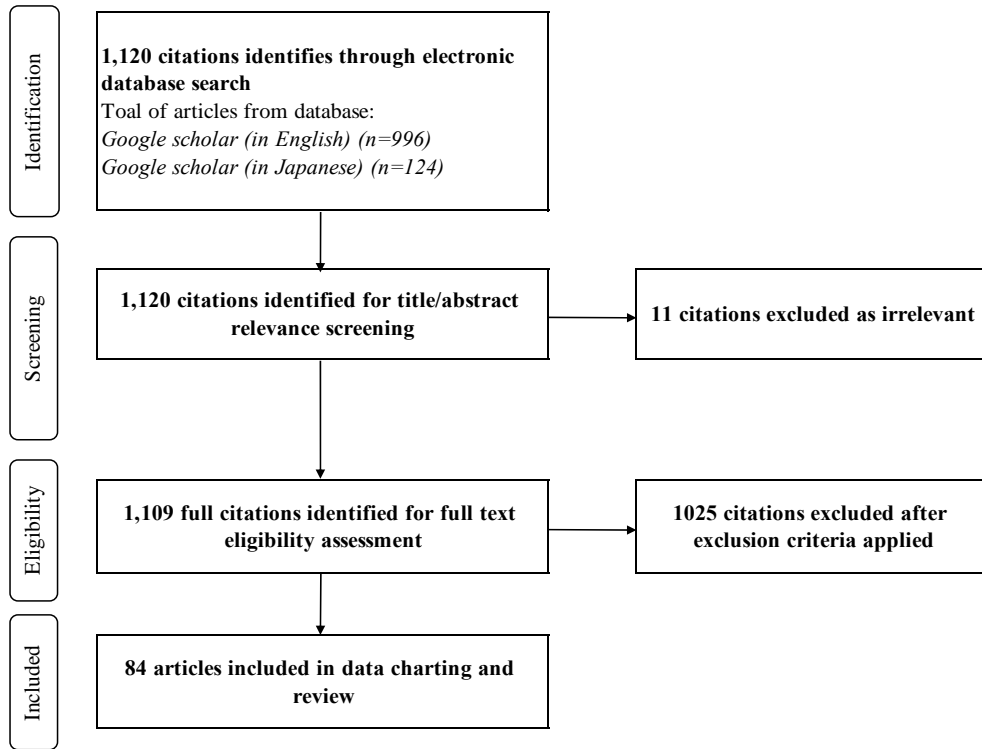 Identification
1,120 citations identifies through electronic
database search
Toal of articles from database:
Google scholar (in English) (n=996)
Google scholar (in Japanese) (n=124)
Screening
1,120 citations identified for title/abstract
relevance screening
11 citations excluded as irrelevant
Eligibility
1,109 full citations identified for full text
eligibility assessment
1025 citations excluded after
exclusion criteria applied
Included
84 articles included in data charting and
review